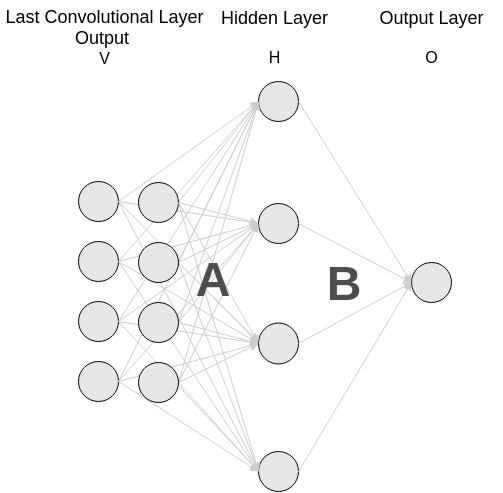 Last Convolutional Layer
Output
V
Hidden Layer
H
Output Layer
O
A
B